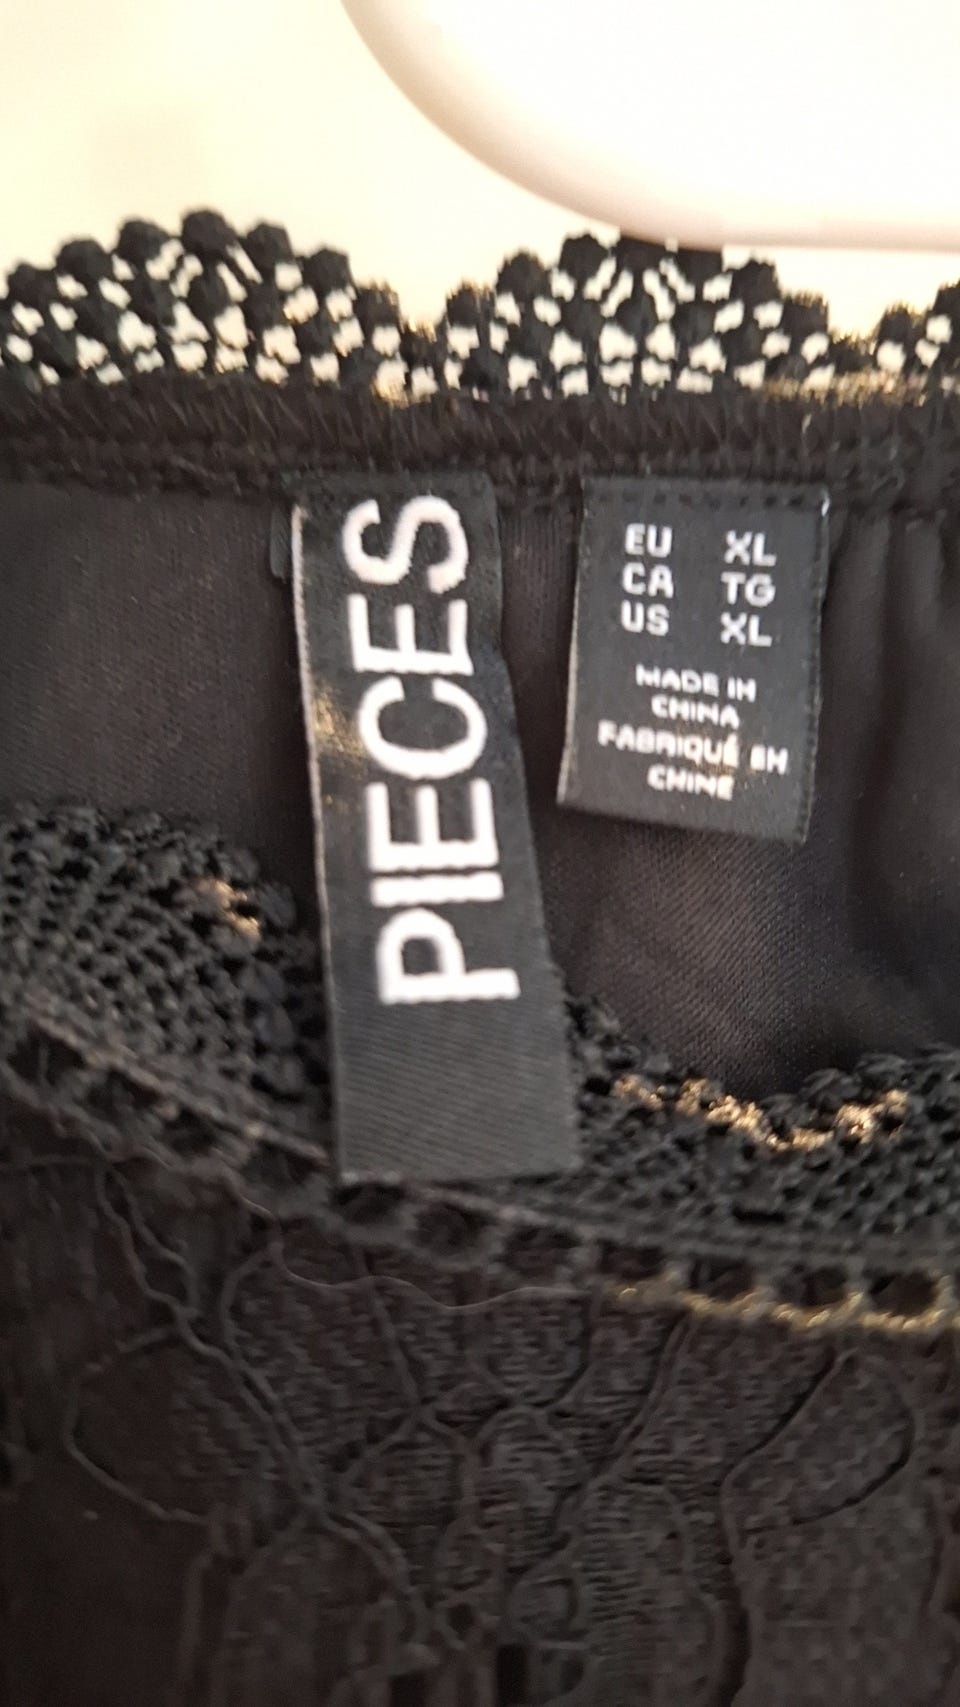 PIECES
EU XL
CA TG
US XL
MADE IN
CHINA
FABRIQUÉ EN
CHINE